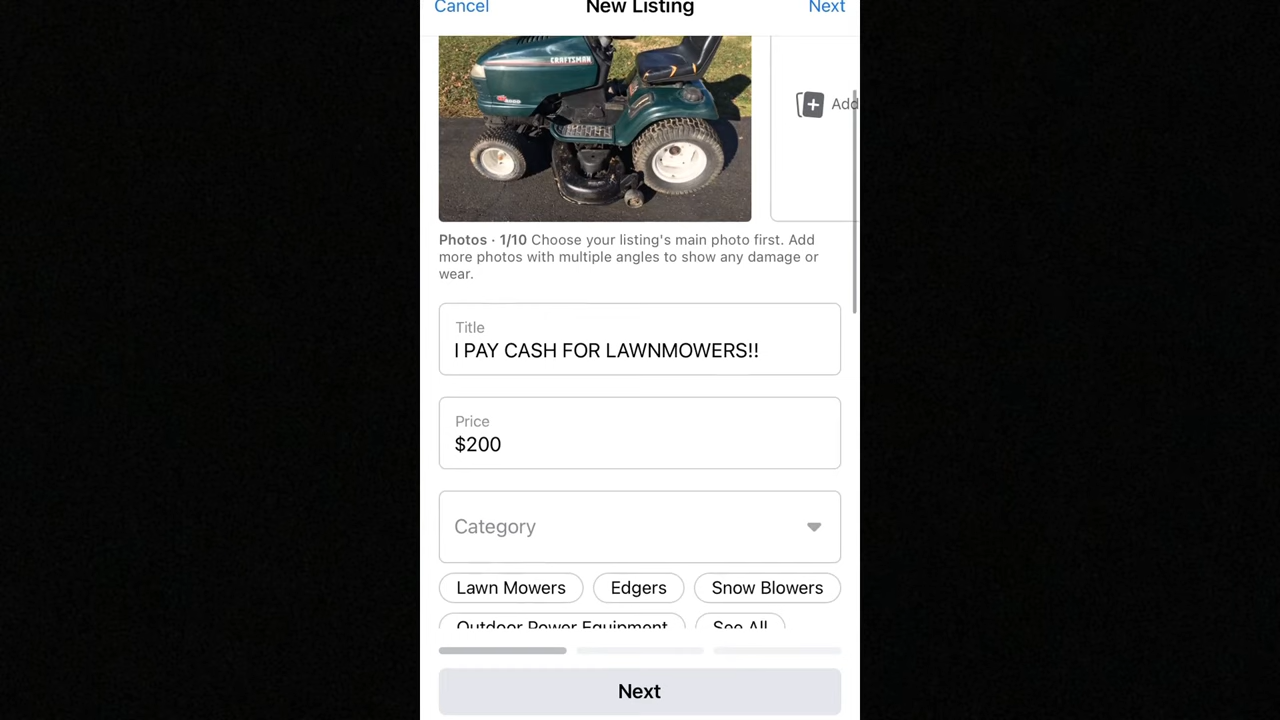 Cancel New Listing Next
CRAFTSMAN
Add
Photos · 1/10 Choose your listing's main photo first. Add
more photos with multiple angles to show any damage or
wear.
Title
I PAY CASH FOR LAWNMOWERS!!
Price
$200
Category
Lawn Mowers Edgers Snow Blowers
Outdoor Power Equipment See All
Next